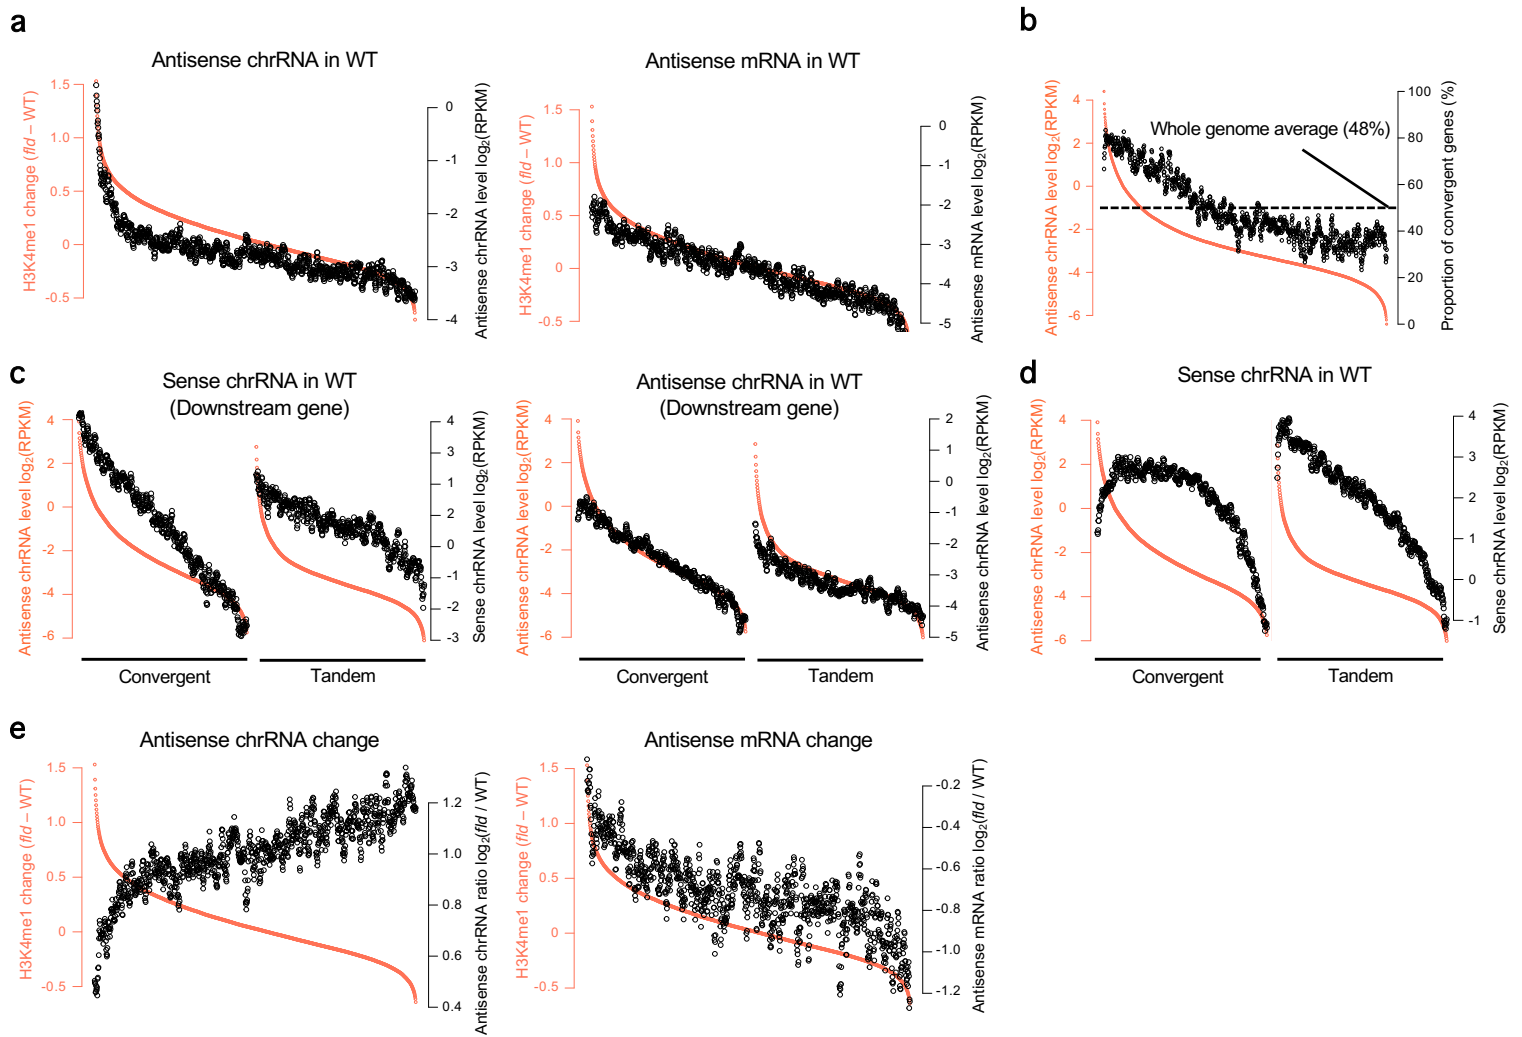 a
Antisense chrRNA in WT
H3K4me1 change (fld – WT)
1.5
1.0
0.5
0
-0.5
0
-1
-2
-3
-4
Antisense chrRNA level log2(RPKM)
Antisense mRNA in WT
H3K4me1 change (fld – WT)
1.5
1.0
0.5
0
-0.5
0
-1
-2
-3
-4
-5
Antisense mRNA level log2(RPKM)
b
Antisense chrRNA level log2(RPKM)
4
2
0
-2
-4
-6
Whole genome average (48%)
100
80
60
40
20
0
Proportion of convergent genes (%)
c
Sense chrRNA in WT
(Downstream gene)
Antisense chrRNA level log2(RPKM)
4
2
0
-2
-4
-6
4
3
1
2
0
-1
-2
-3
Sense chrRNA level log2(RPKM)
Convergent
Tandem
Antisense chrRNA in WT
(Downstream gene)
Antisense chrRNA level log2(RPKM)
4
2
0
-2
-4
-6
2
1
0
-1
-2
-3
-4
-5
Antisense chrRNA level log2(RPKM)
Convergent
Tandem
d
Sense chrRNA in WT
Antisense chrRNA level log2(RPKM)
4
2
0
-2
-4
-6
4
3
2
1
0
-1
Sense chrRNA level log2(RPKM)
Convergent
Tandem
e
Antisense chrRNA change
H3K4me1 change (fld – WT)
1.5
1.0
0.5
0
-0.5
1.2
1.0
0.8
0.6
0.4
Antisense chrRNA ratio log2(fld / WT)
Antisense mRNA change
H3K4me1 change (fld – WT)
1.5
1.0
0.5
0
-0.5
-0.2
-0.4
-0.6
-0.8
-1.0
-1.2
Antisense mRNA ratio log2(fld / WT)